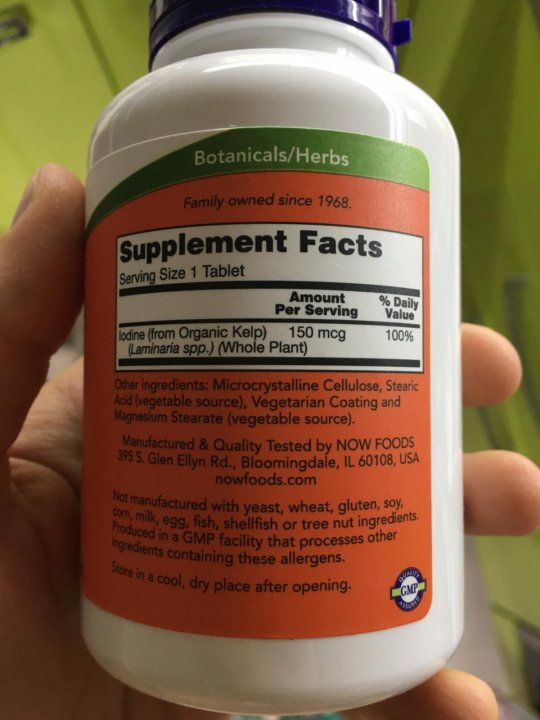 Botanicals/Herbs
Family owned since 1968.
Supplement Facts
Serving Size 1 Tablet
Amount Per Serving % Daily Value
Iodine (from Organic Kelp) 150 mcg 100%
(Laminaria spp.) (Whole Plant)
Other ingredients: Microcrystalline Cellulose, Stearic
Acid (vegetable source), Vegetarian Coating and
Magnesium Stearate (vegetable source).
Manufactured & Quality Tested by NOW FOODS
395 S. Glen Ellyn Rd., Bloomingdale, IL 60108, USA
nowfoods.com
Not manufactured with yeast, wheat, gluten, soy,
corn, milk, egg, fish, shellfish or tree nut ingredients.
Produced in a GMP facility that processes other
ingredients containing these allergens.
Store in a cool, dry place after opening.
QUALITY
GMP
ASSURED